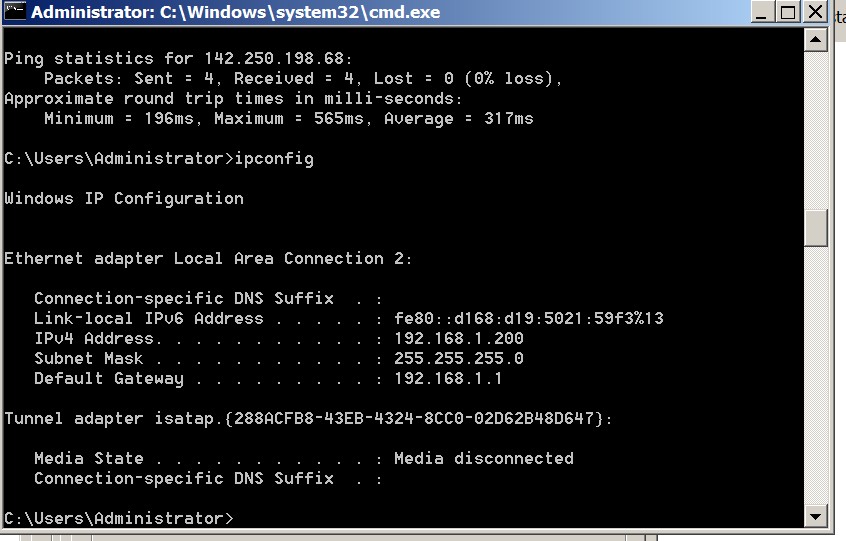 Administrator: C:\Windows\system32\cmd.exe
Ping statistics for 142.250.198.68:
    Packets: Sent = 4, Received = 4, Lost = 0 (0% loss),
Approximate round trip times in milli-seconds:
    Minimum = 196ms, Maximum = 565ms, Average = 317ms
C:\Users\Administrator>ipconfig
Windows IP Configuration
Ethernet adapter Local Area Connection 2:
   Connection-specific DNS Suffix  . :
   Link-local IPv6 Address . . . . . : fe80::d168:d19:5021:59f3%13
   IPv4 Address. . . . . . . . . . . : 192.168.1.200
   Subnet Mask . . . . . . . . . . . : 255.255.255.0
   Default Gateway . . . . . . . . . : 192.168.1.1
Tunnel adapter isatap.{288ACFB8-43EB-4324-8CC0-02D62B48D647}:
   Media State . . . . . . . . . . . : Media disconnected
   Connection-specific DNS Suffix  . :
C:\Users\Administrator>